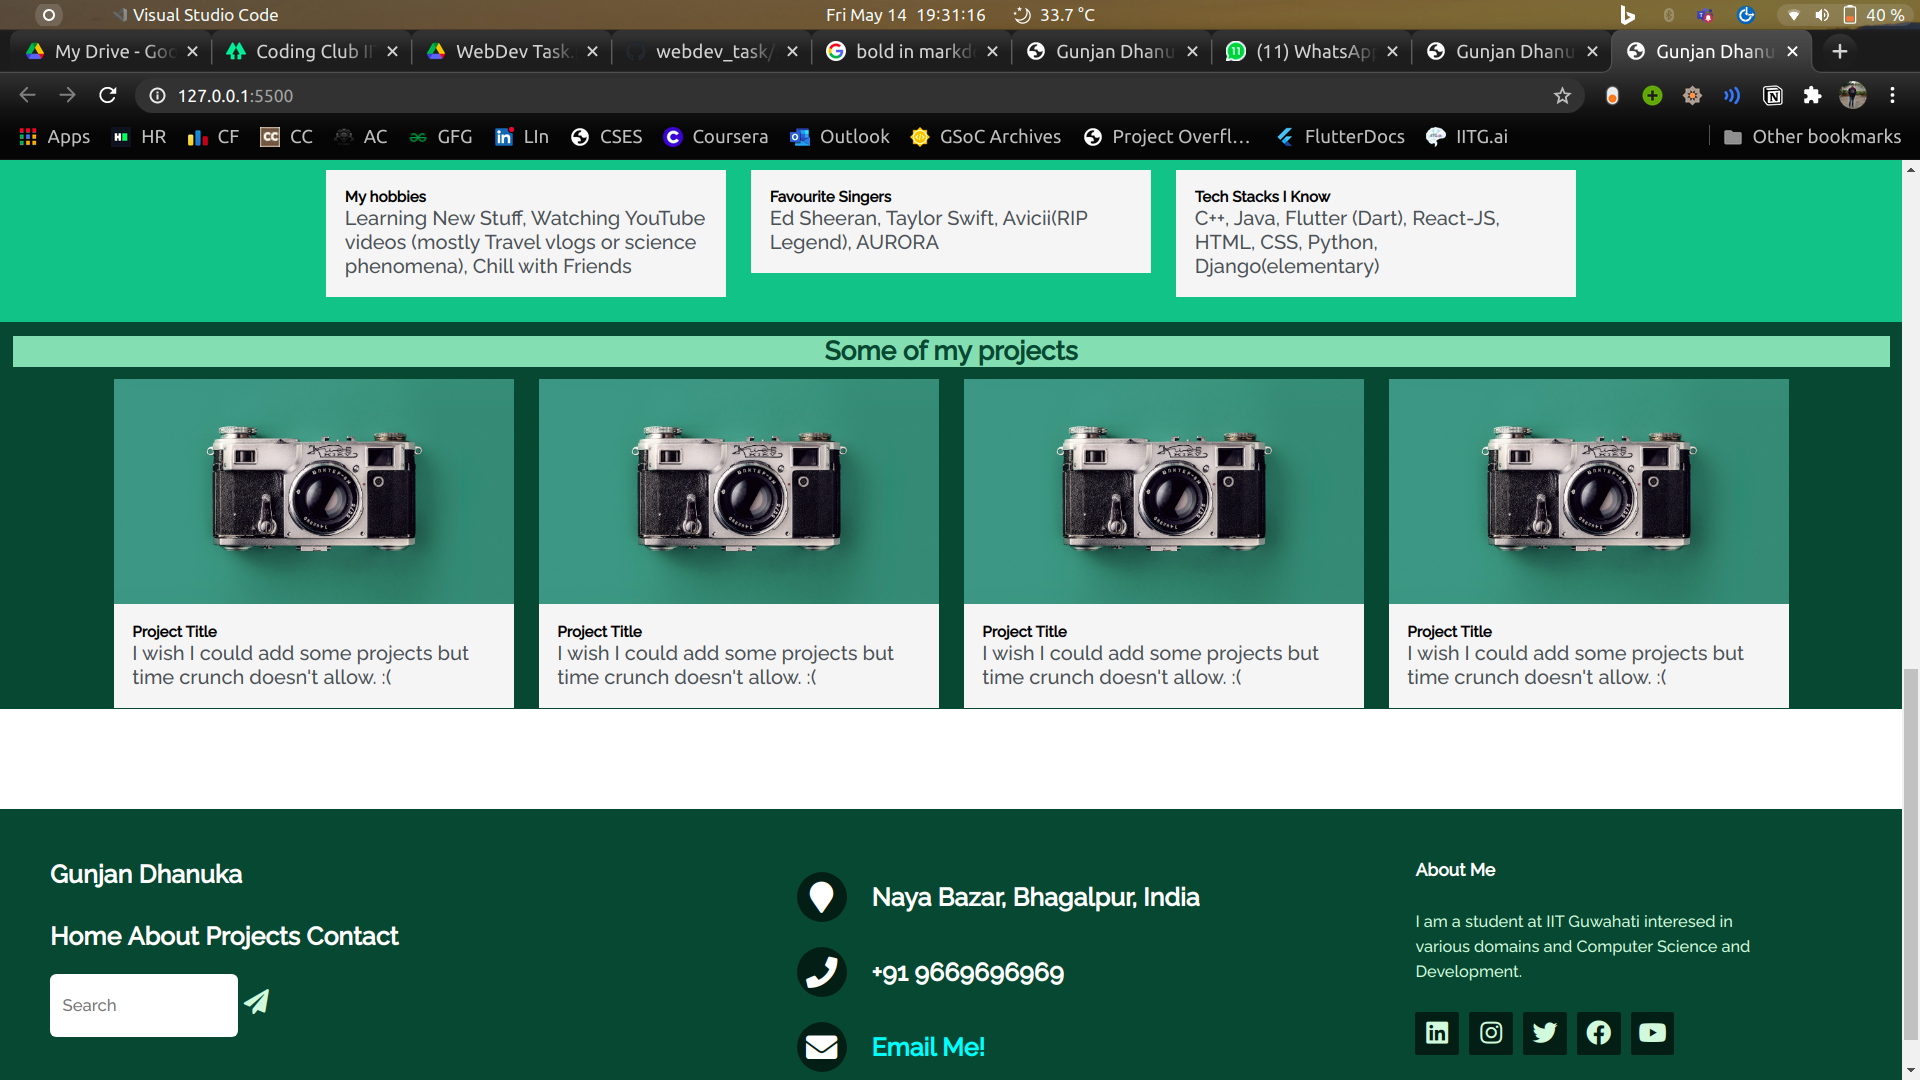 Visual Studio Code
Fri May 14 19:31:16
33.7 °C
40 %
My Drive - Goo
Coding Club II
WebDev Task.
webdev_task/
bold in markdo
Gunjan Dhanu
(11) WhatsApp
Gunjan Dhanu
Gunjan Dhanu
127.0.0.1:5500
Apps
HR
CF
CC
AC
GFG
LIn
CSES
Coursera
Outlook
GSoC Archives
Project Overfl...
FlutterDocs
IITG.ai
Other bookmarks
My hobbies
Learning New Stuff, Watching YouTube
videos (mostly Travel vlogs or science
phenomena), Chill with Friends
Favourite Singers
Ed Sheeran, Taylor Swift, Avicii(RIP
Legend), AURORA
Tech Stacks I Know
C++, Java, Flutter (Dart), React-JS,
HTML, CSS, Python,
Django(elementary)
Some of my projects
Project Title
I wish I could add some projects but
time crunch doesn't allow. :(
Project Title
I wish I could add some projects but
time crunch doesn't allow. :(
Project Title
I wish I could add some projects but
time crunch doesn't allow. :(
Project Title
I wish I could add some projects but
time crunch doesn't allow. :(
Gunjan Dhanuka
Home About Projects Contact
Search
Naya Bazar, Bhagalpur, India
+91 9669696969
Email Me!
About Me
I am a student at IIT Guwahati interesed in
various domains and Computer Science and
Development.